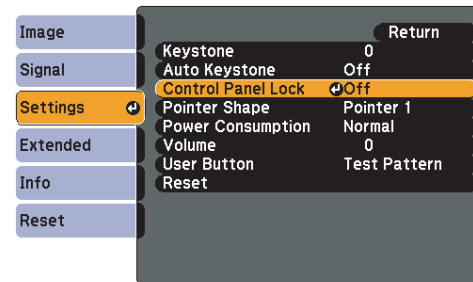 Image
Signal
Settings
Extended
Info
Reset
Return
Keystone 0
Auto Keystone Off
Control Panel Lock Off
Pointer Shape Pointer 1
Power Consumption Normal
Volume 0
User Button Test Pattern
Reset